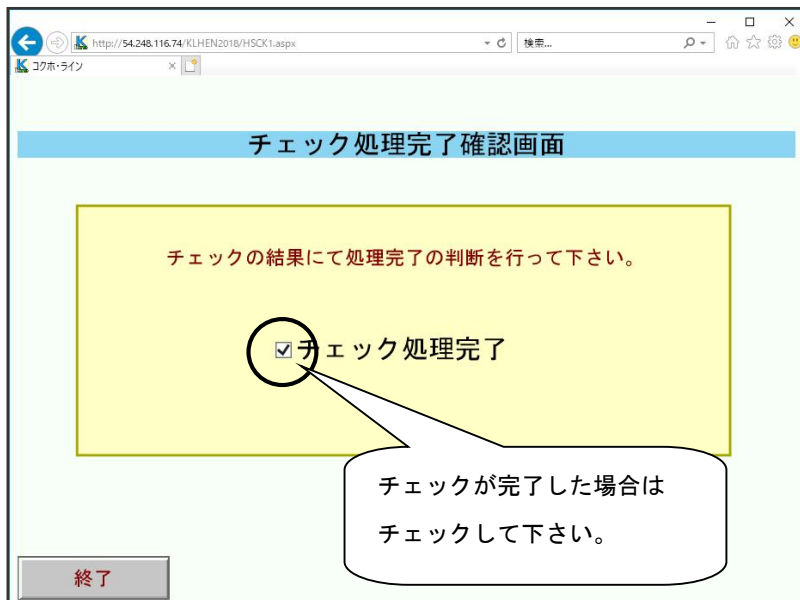 http://54.248.116.74/KLHEN2018/HSCK1.aspx
検索...
コクホ・ライン
チェック処理完了確認画面
チェックの結果にて処理完了の判断を行って下さい。
チェック処理完了
チェックが完了した場合は
チェックして下さい。
終了